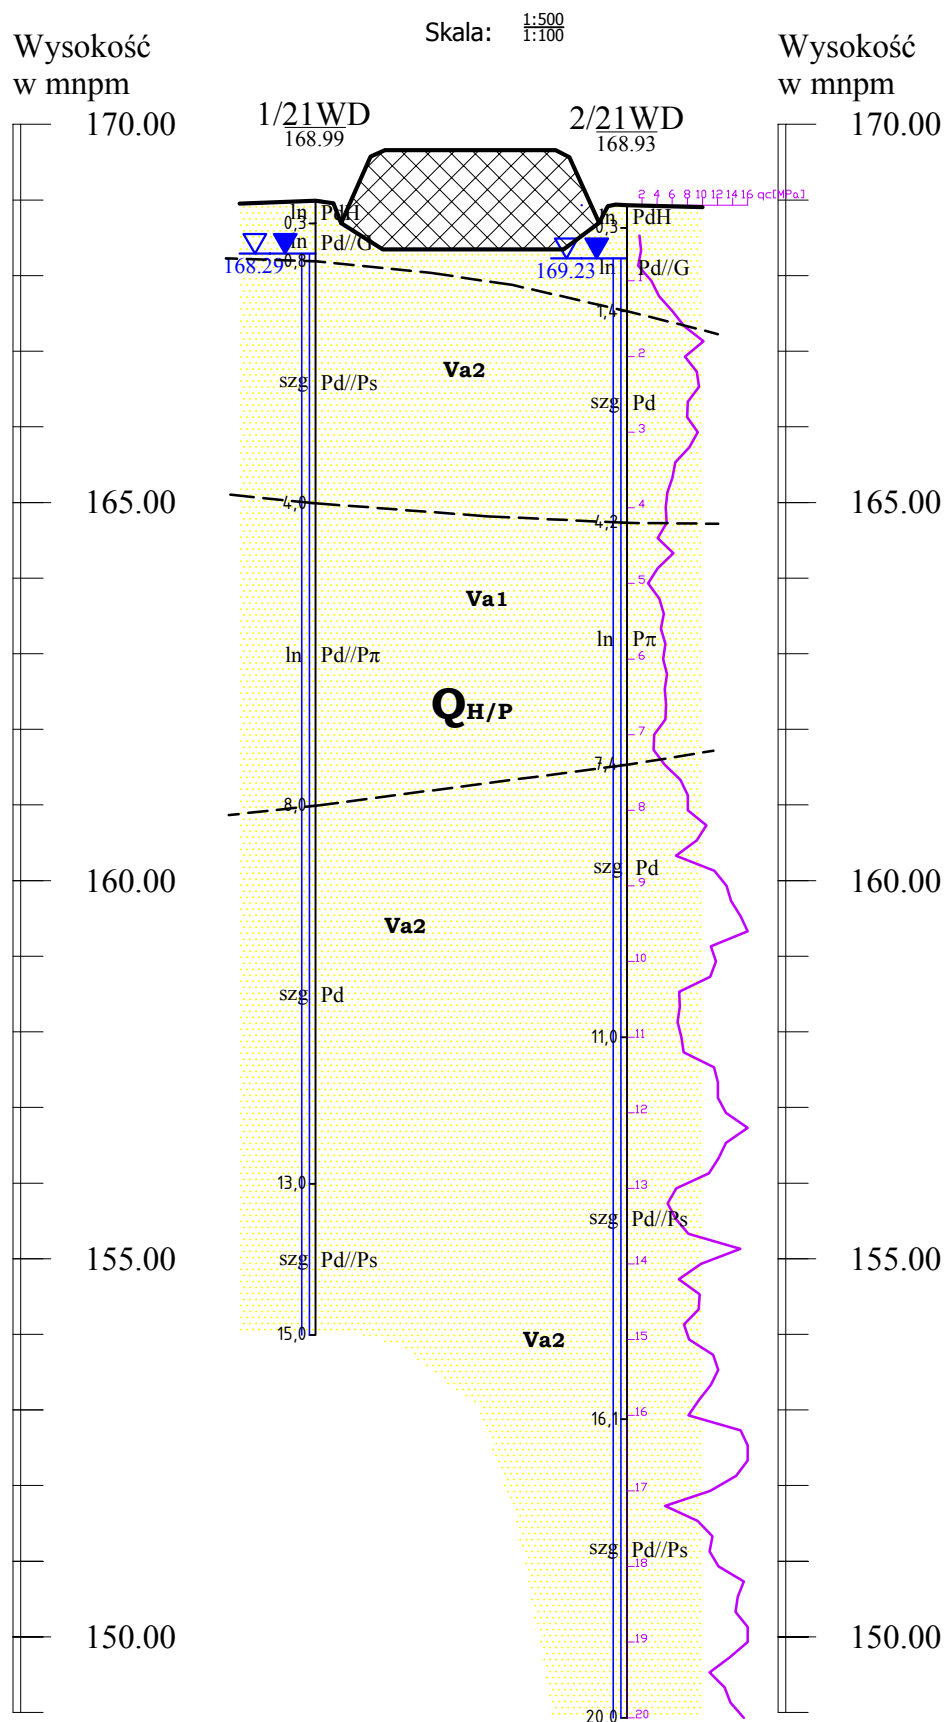 Skala: 1:500
1:100
Wysokość
w mnpm
Wysokość
w mnpm
170.00
170.00
1/21WD
168.99
2/21WD
168.93
2 4 6 8 10 12 14 16 qc[MPa]
ln PdH
0,3
ln Pd//G
0,8
168.29
ln PdH
0,3
169.23
ln Pd//G
1
1,4
2
Va2
szg Pd//Ps
szg Pd
3
165.00
165.00
4,0
4
4,2
5
Va1
ln Pπ
ln Pd//Pπ
6
QH/P
7
7,4
8,0
8
szg Pd
160.00
160.00
9
Va2
10
szg Pd
11,0
11
12
13,0
13
szg Pd//Ps
155.00
155.00
szg Pd//Ps
14
15,0
Va2
15
16,1
16
17
szg Pd//Ps
18
150.00
150.00
19
20,0
20